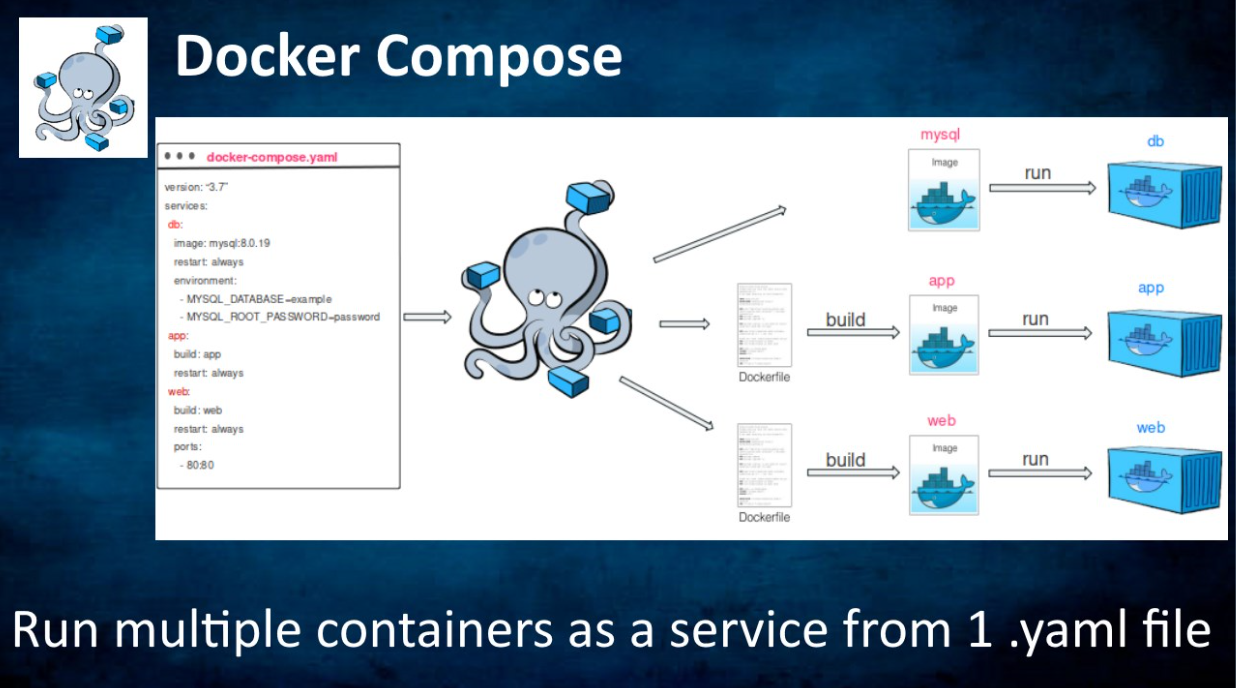 Docker Compose
docker-compose.yaml
version: “3.7”
services:
db:
image: mysql:8.0.19
restart: always
environment:
- MYSQL_DATABASE=example
- MYSQL_ROOT_PASSWORD=password
app:
build: app
restart: always
web:
build: web
restart: always
ports:
- 80:80
mysql
Image
run
db
Dockerfile
build
app
Image
run
app
Dockerfile
build
web
Image
run
web
Run multiple containers as a service from 1 .yaml file